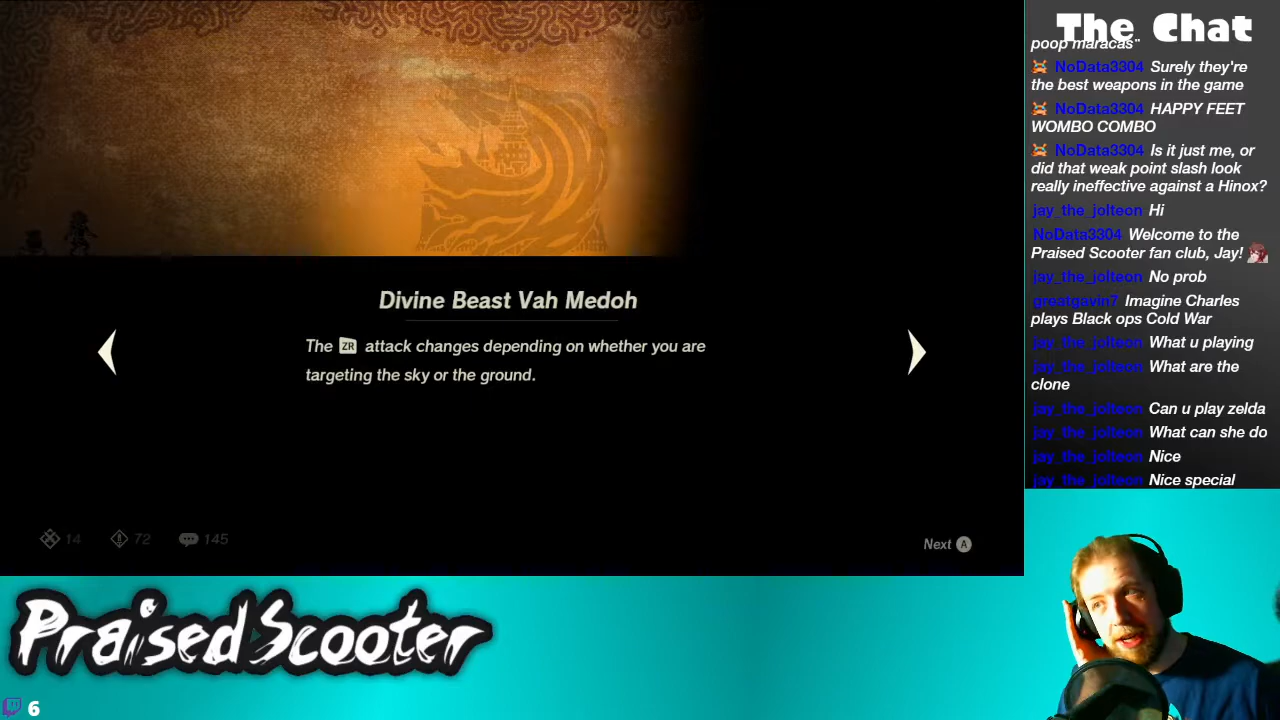 The Chat
poop maracas"
NoData3304 Surely they're
the best weapons in the game
NoData3304 HAPPY FEET
WOMBO COMBO
NoData3304 Is it just me, or
did that weak point slash look
really ineffective against a Hinox?
jay_the_jolteon Hi
NoData3304 Welcome to the
Praised Scooter fan club, Jay!
jay_the_jolteon No prob
greatgavin7 Imagine Charles
plays Black ops Cold War
jay_the_jolteon What u playing
jay_the_jolteon What are the
clone
jay_the_jolteon Can u play zelda
jay_the_jolteon What can she do
jay_the_jolteon Nice
jay_the_jolteon Nice special
Divine Beast Vah Medoh
The ZR attack changes depending on whether you are
targeting the sky or the ground.
14 72 145
Next A
Praised Scooter
6